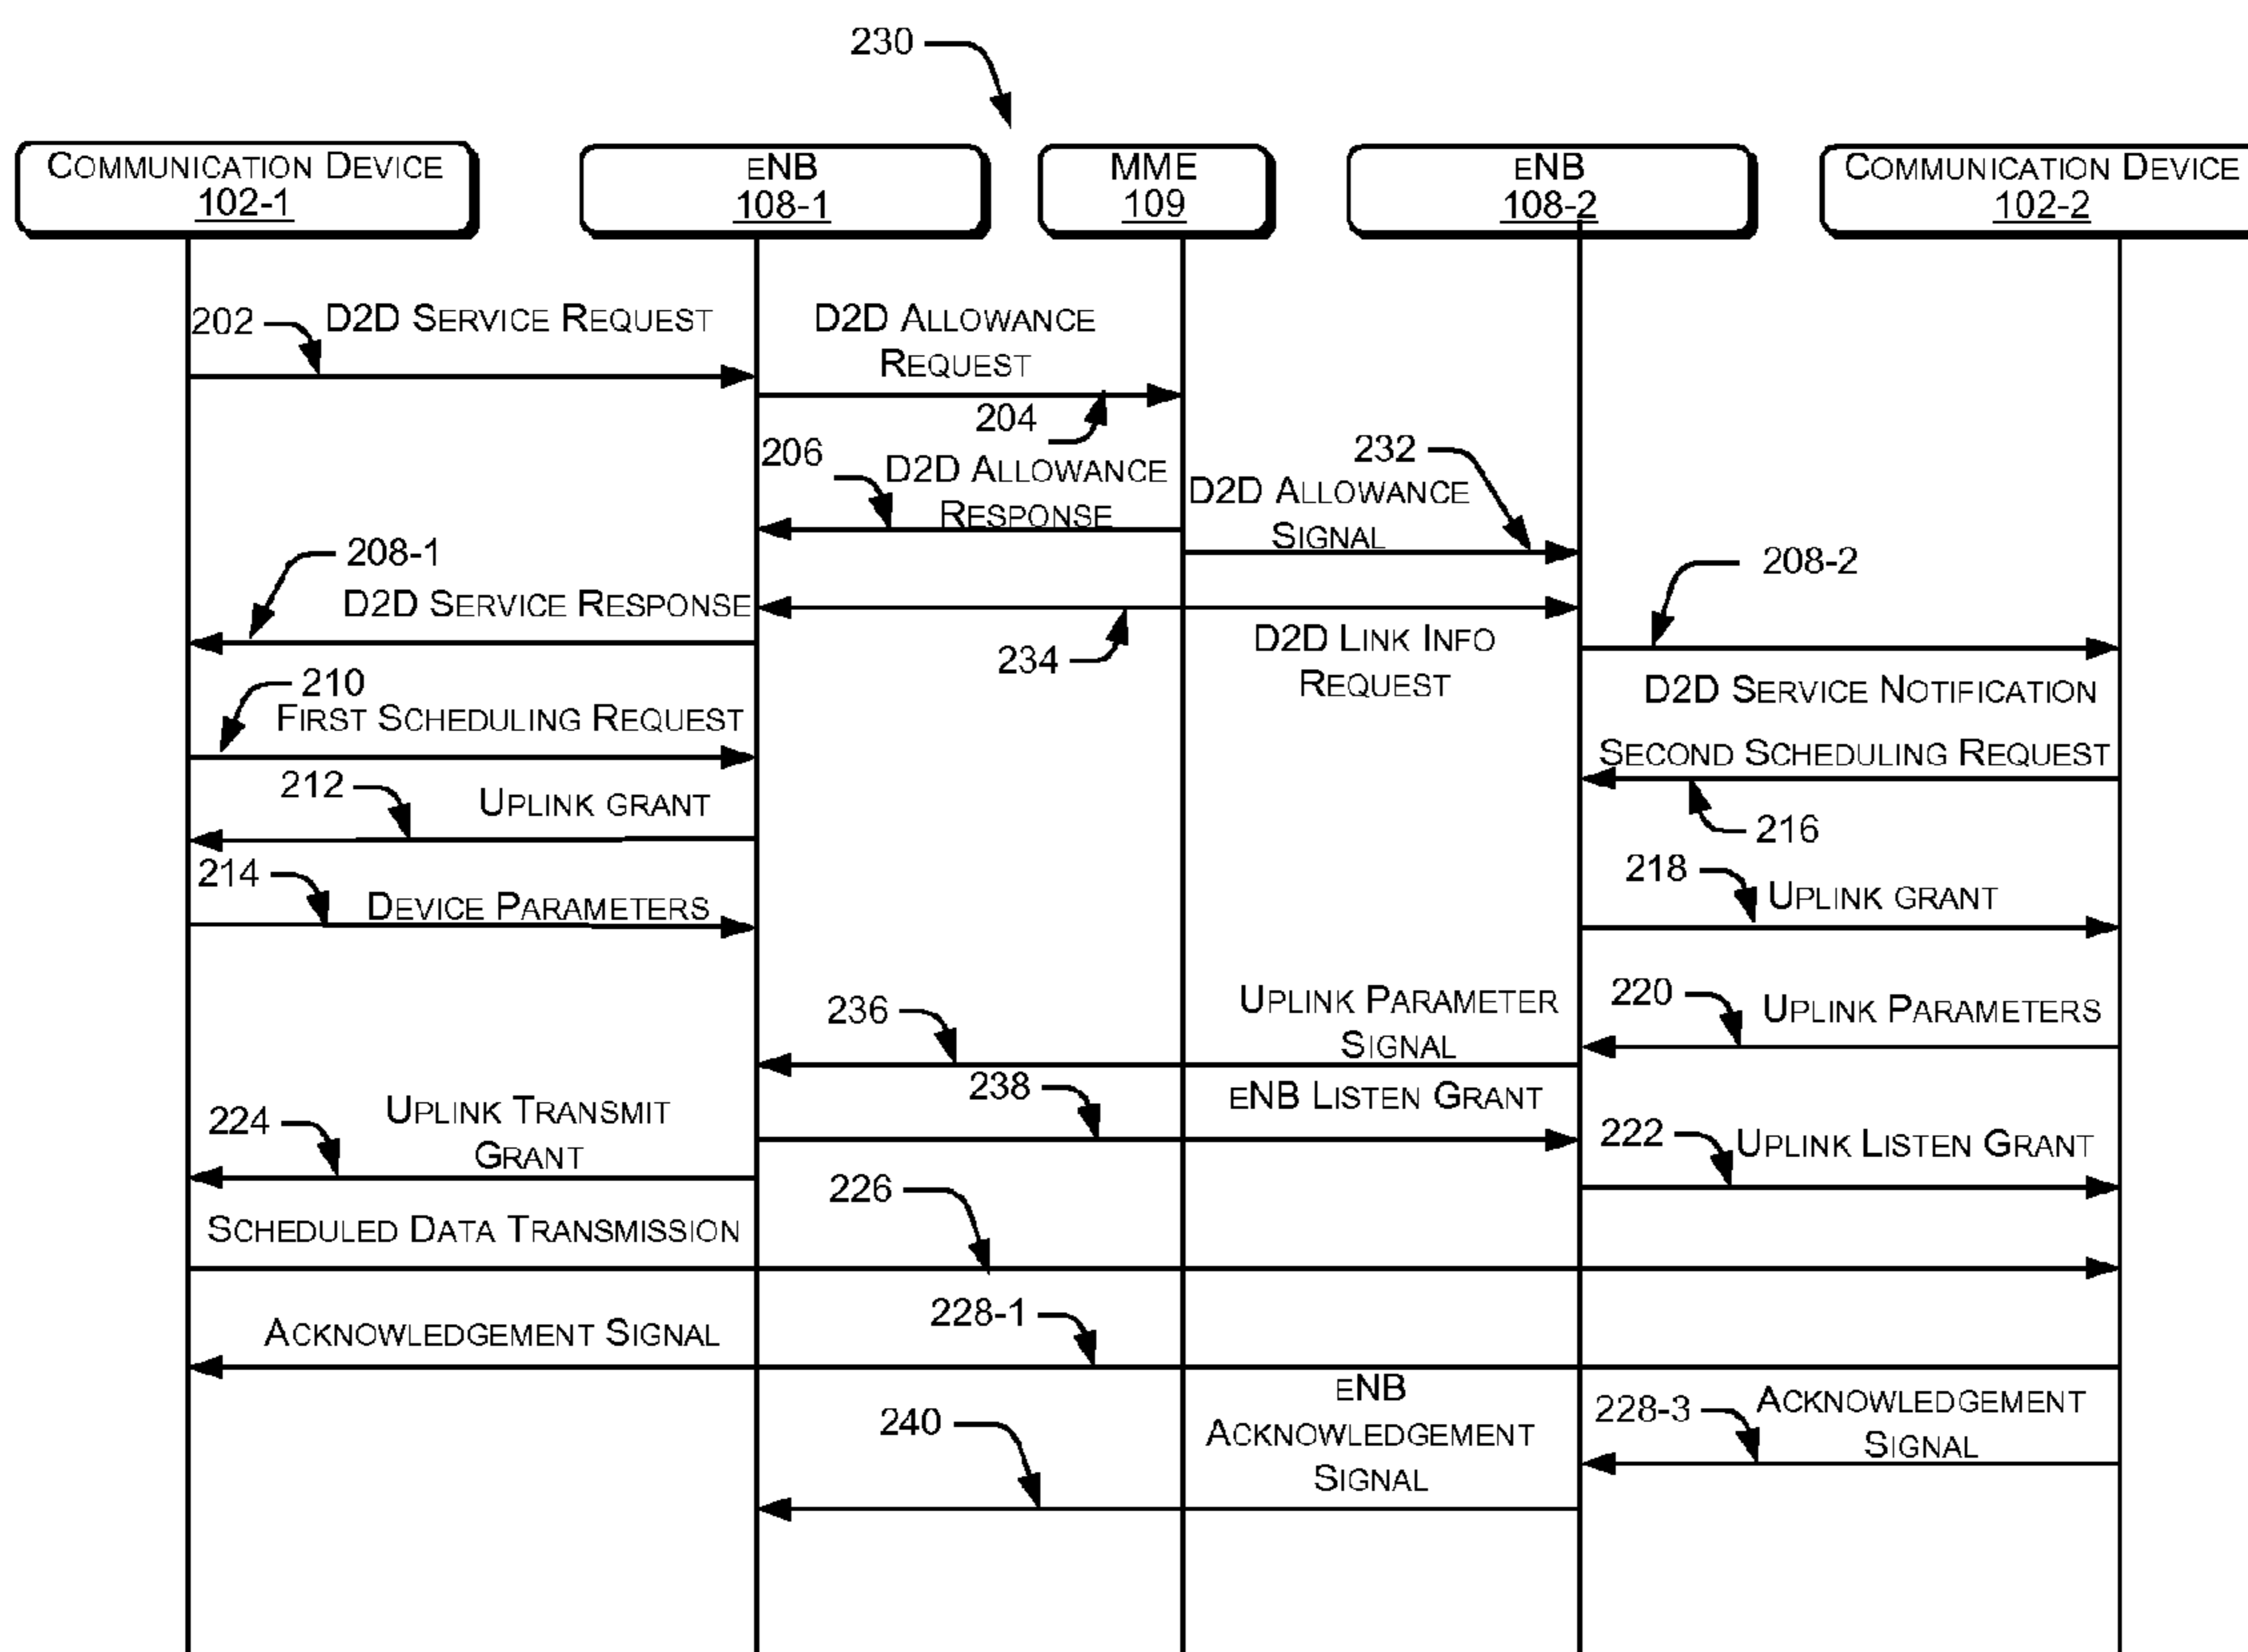 230
COMMUNICATION DEVICE
102-1
eNB
108-1
MME
109
eNB
108-2
COMMUNICATION DEVICE
102-2
202
D2D SERVICE REQUEST
D2D ALLOWANCE
REQUEST
204
206
D2D ALLOWANCE
RESPONSE
232
D2D ALLOWANCE
SIGNAL
208-1
D2D SERVICE RESPONSE
234
D2D LINK INFO
REQUEST
208-2
D2D SERVICE NOTIFICATION
210
FIRST SCHEDULING REQUEST
SECOND SCHEDULING REQUEST
216
212
UPLINK GRANT
214
DEVICE PARAMETERS
218
UPLINK GRANT
236
UPLINK PARAMETER
SIGNAL
220
UPLINK PARAMETERS
238
eNB LISTEN GRANT
224
UPLINK TRANSMIT
GRANT
222
UPLINK LISTEN GRANT
226
SCHEDULED DATA TRANSMISSION
228-1
ACKNOWLEDGEMENT SIGNAL
240
eNB
ACKNOWLEDGEMENT
SIGNAL
228-3
ACKNOWLEDGEMENT
SIGNAL